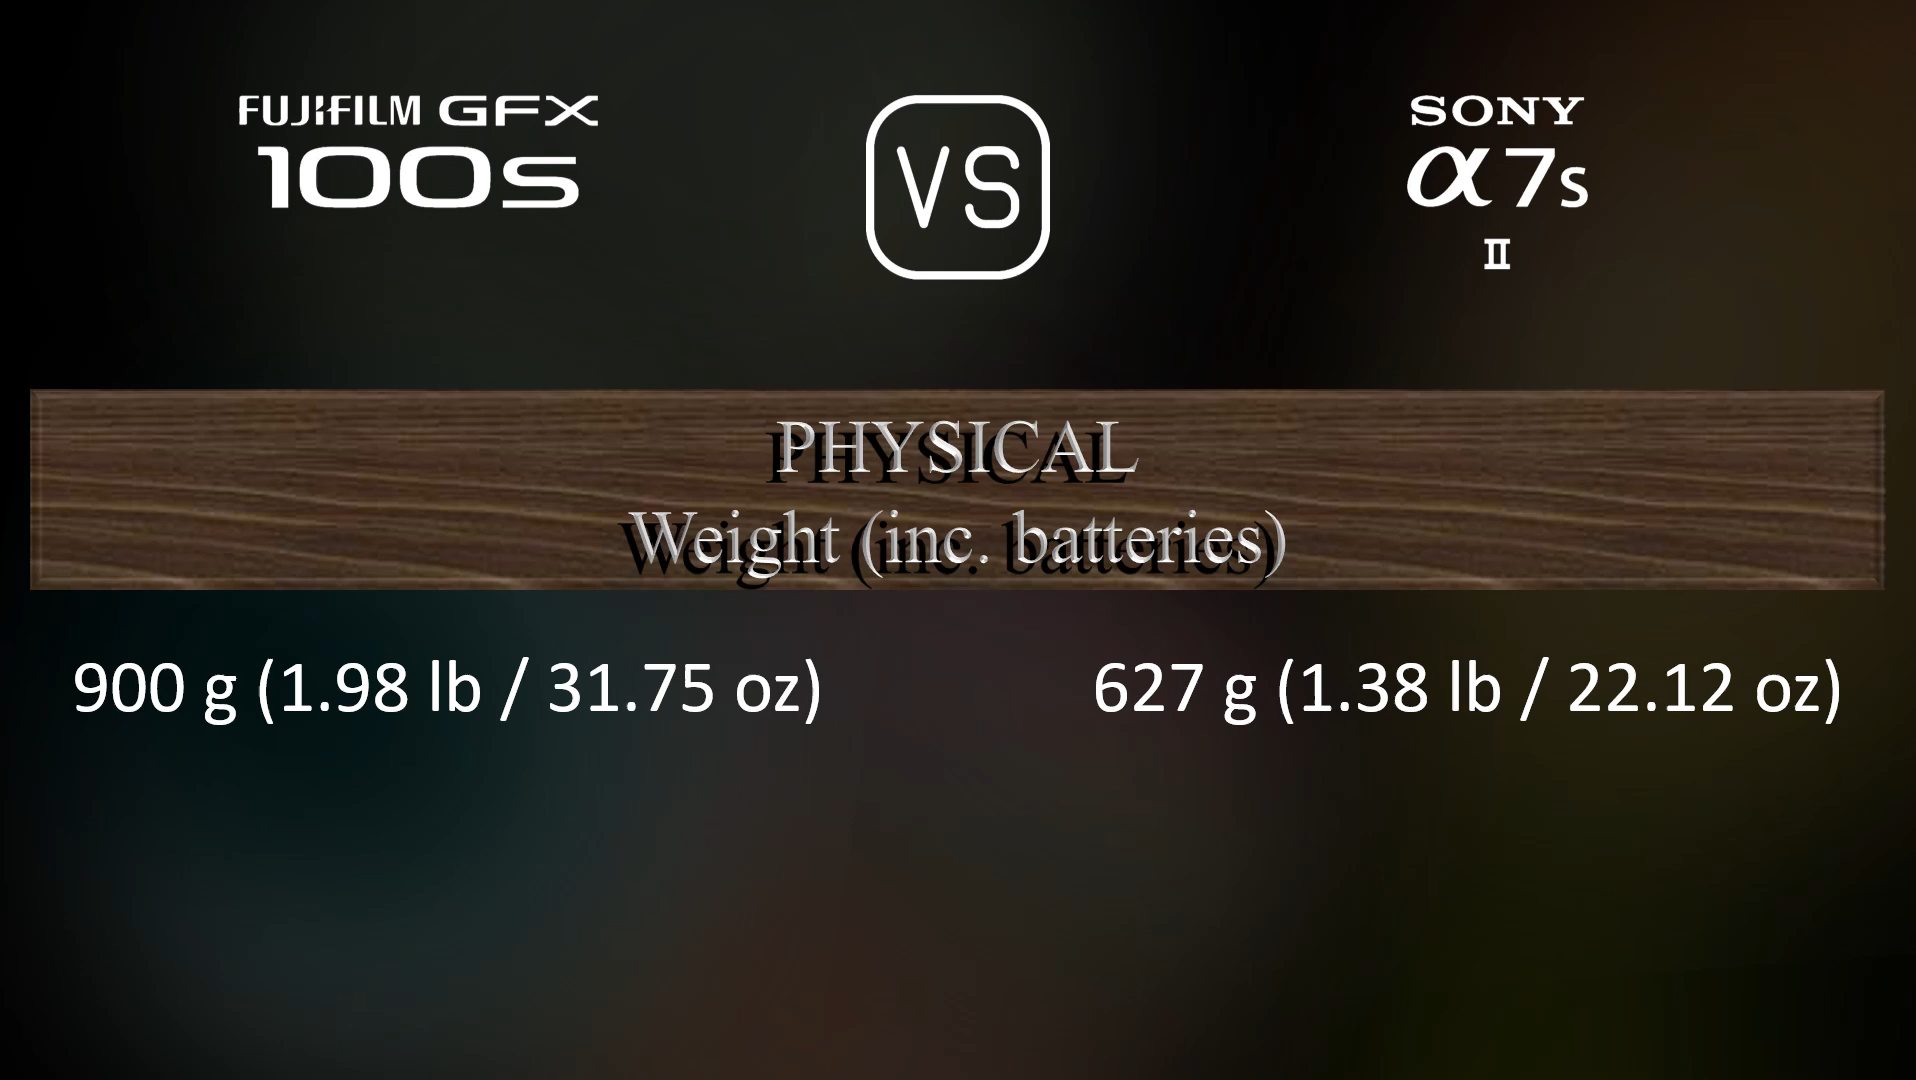 FUJIFILM GFX
100S
VS
SONY
α7s
II
PHYSICAL
Weight (inc. batteries)
900 g (1.98 lb / 31.75 oz)
627 g (1.38 lb / 22.12 oz)